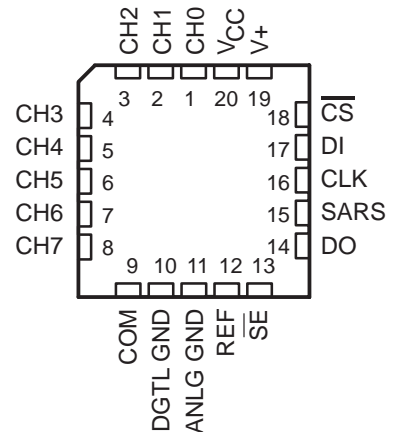 CH2
CH1
CH0
VCC
V+
3 2 1 20 19
CH3 4
CH4 5
CH5 6
CH6 7
CH7 8
18 CS
17 DI
16 CLK
15 SARS
14 DO
9 10 11 12 13
COM
DGTL GND
ANLG GND
REF
SE